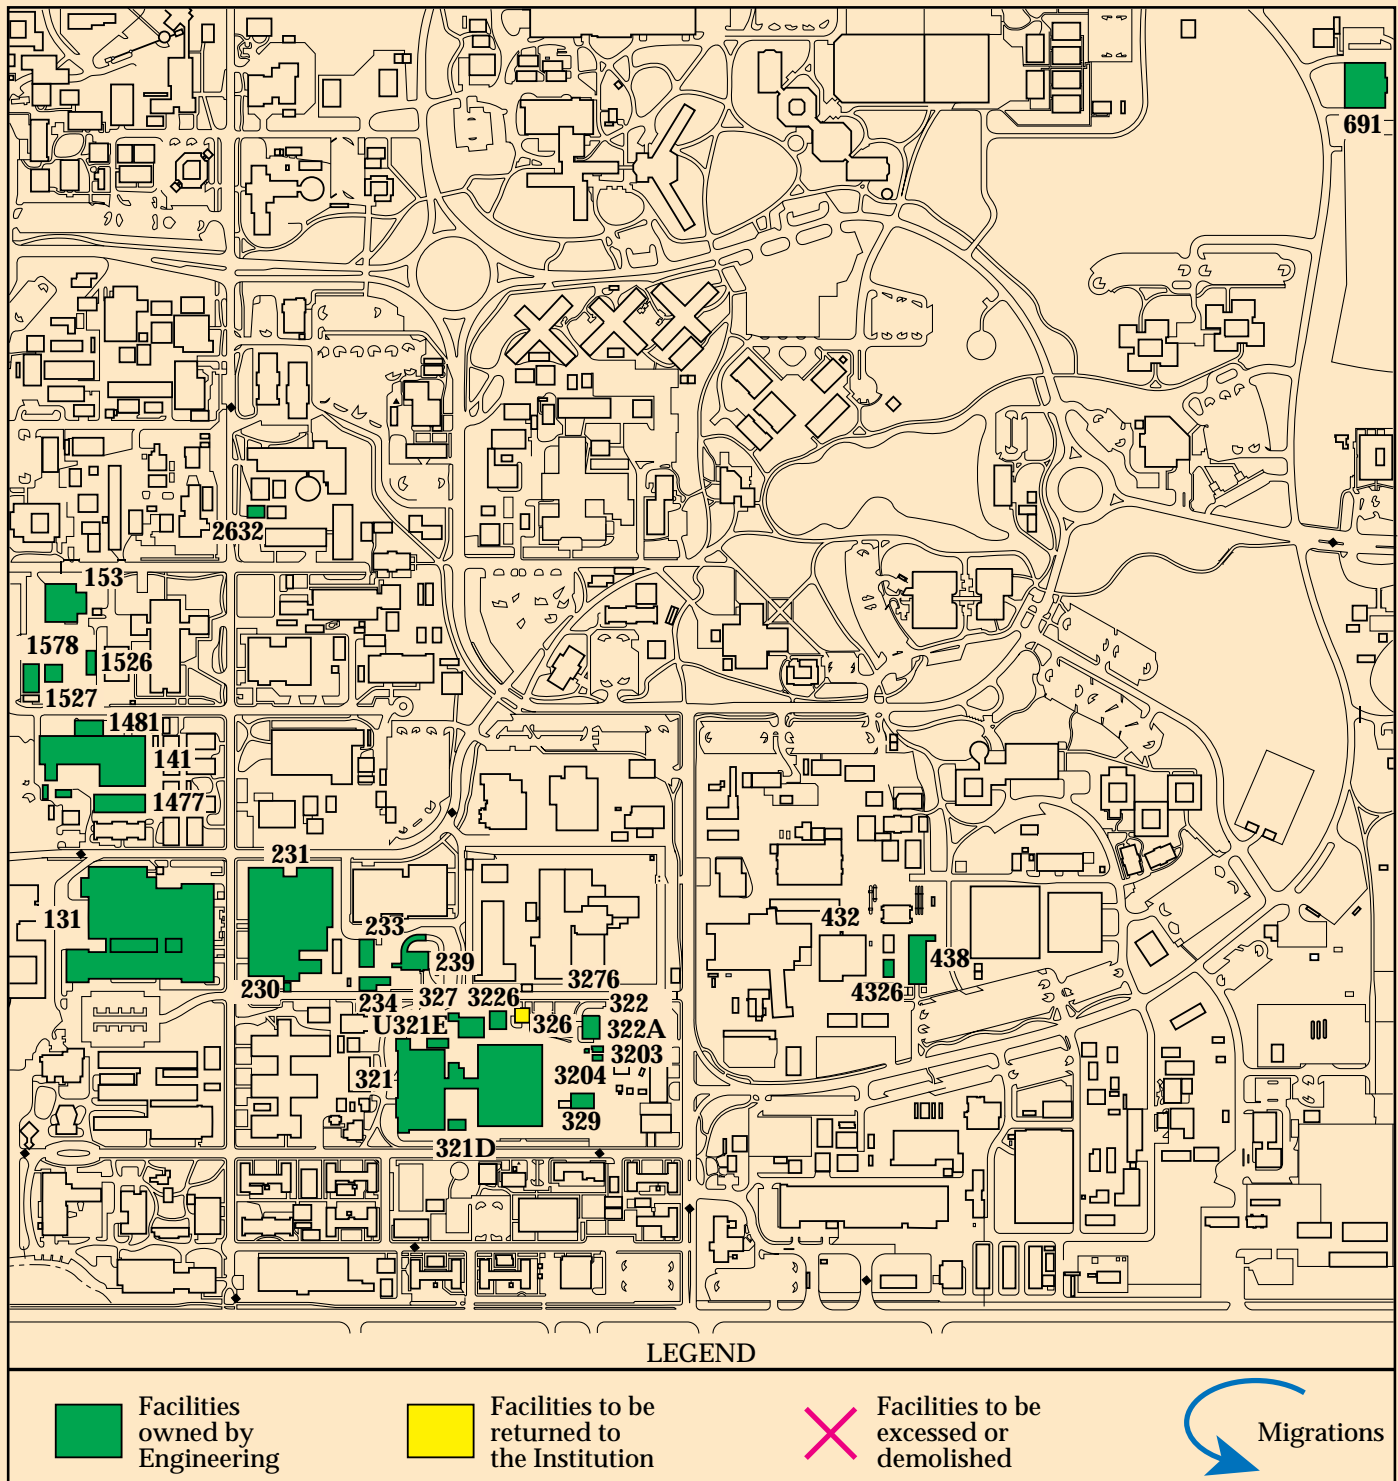 691
2632
153
1578
1526
1527
1481
141
1477
231
131
233
432
239
438
230
3276
4326
234
327
3226
322
U321E
326
322A
3203
321
3204
329
321D
LEGEND
Facilities
owned by
Engineering
Facilities to be
returned to
the Institution
Facilities to be
excessed or
demolished
Migrations